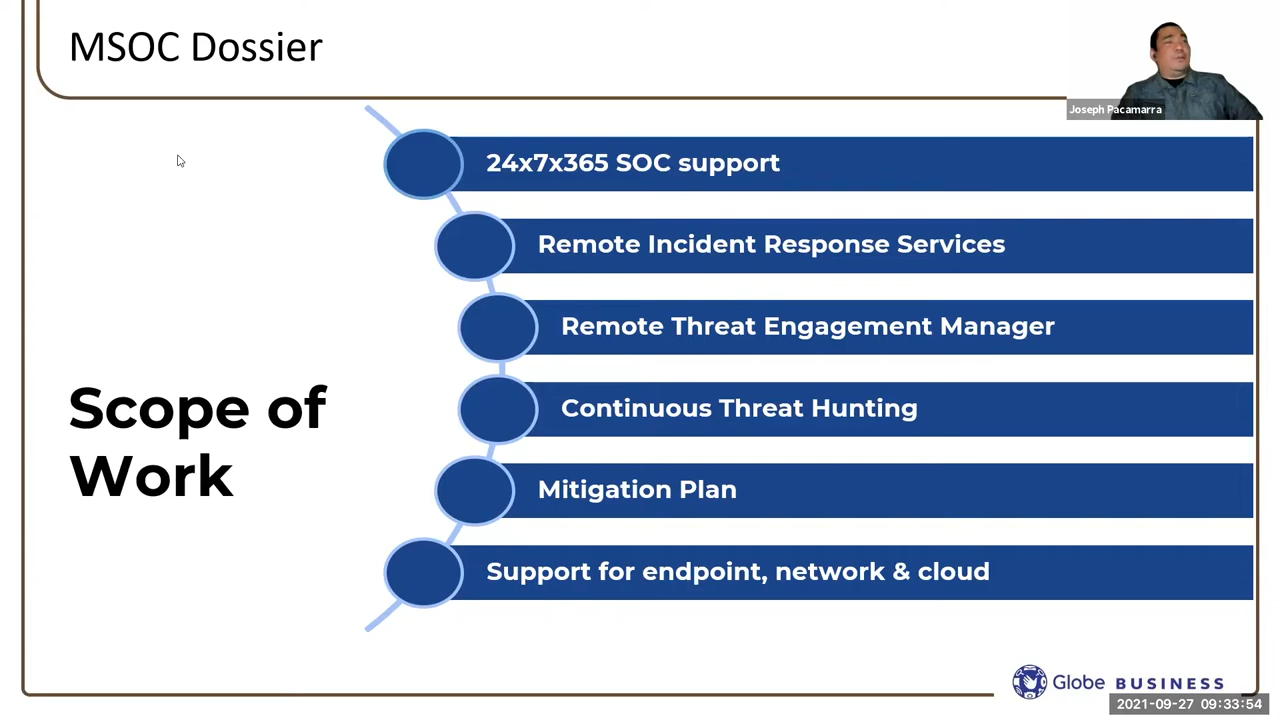 MSOC Dossier
Joseph Pacamarra
24x7x365 SOC support
Remote Incident Response Services
Remote Threat Engagement Manager
Continuous Threat Hunting
Scope of
Work
Mitigation Plan
Support for endpoint, network & cloud
Globe BUSINESS
2021-09-27 09:33:54